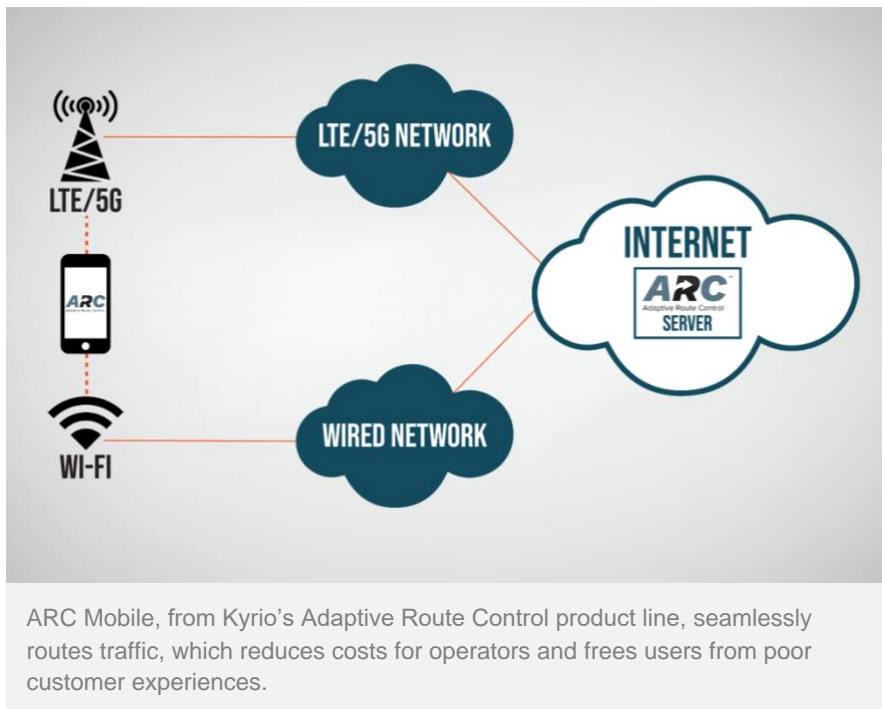 LTE/5G NETWORK
LTE/5G
INTERNET
ARC
Adaptive Route Control
SERVER
ARC
Adaptive Route Control
WIRED NETWORK
WI-FI
ARC Mobile, from Kyrio’s Adaptive Route Control product line, seamlessly
routes traffic, which reduces costs for operators and frees users from poor
customer experiences.